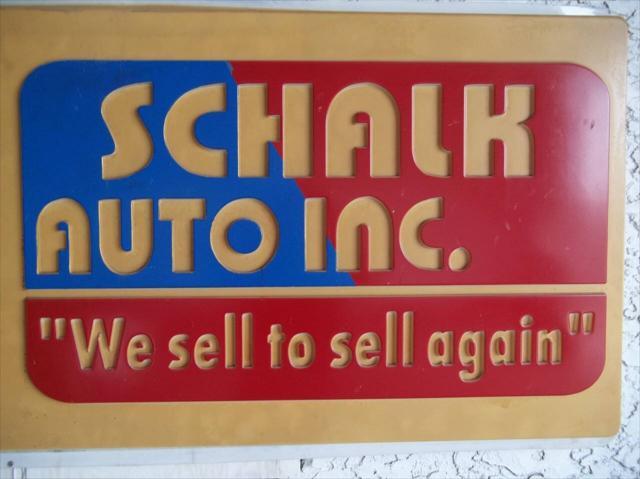 SCHALK
AUTO INC.
"We sell to sell again"